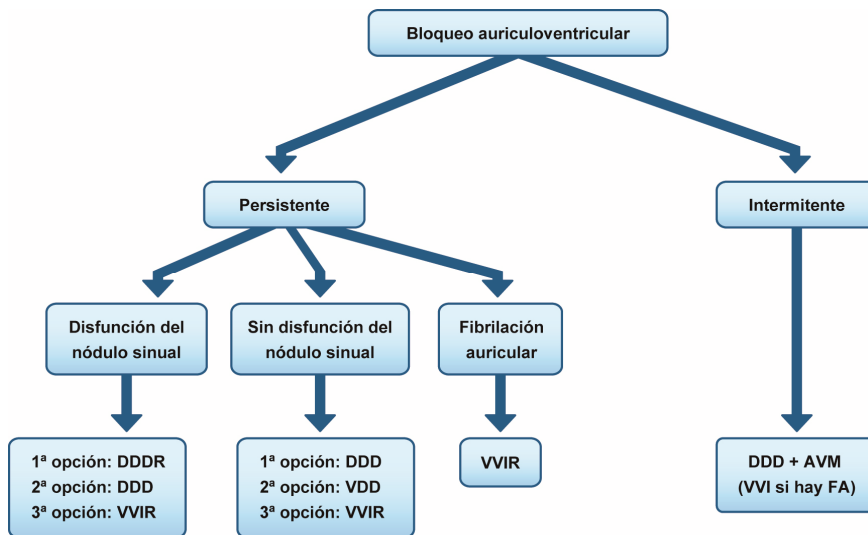 Bloqueo auriculoventricular
Persistente
Intermitente
Disfunción del
nódulo sinual
Sin disfunción del
nódulo sinual
Fibrilación
auricular
1ª opción: DDDR
2ª opción: DDD
3ª opción: VVIR
1ª opción: DDD
2ª opción: VDD
3ª opción: VVIR
VVIR
DDD + AVM
(VVI si hay FA)